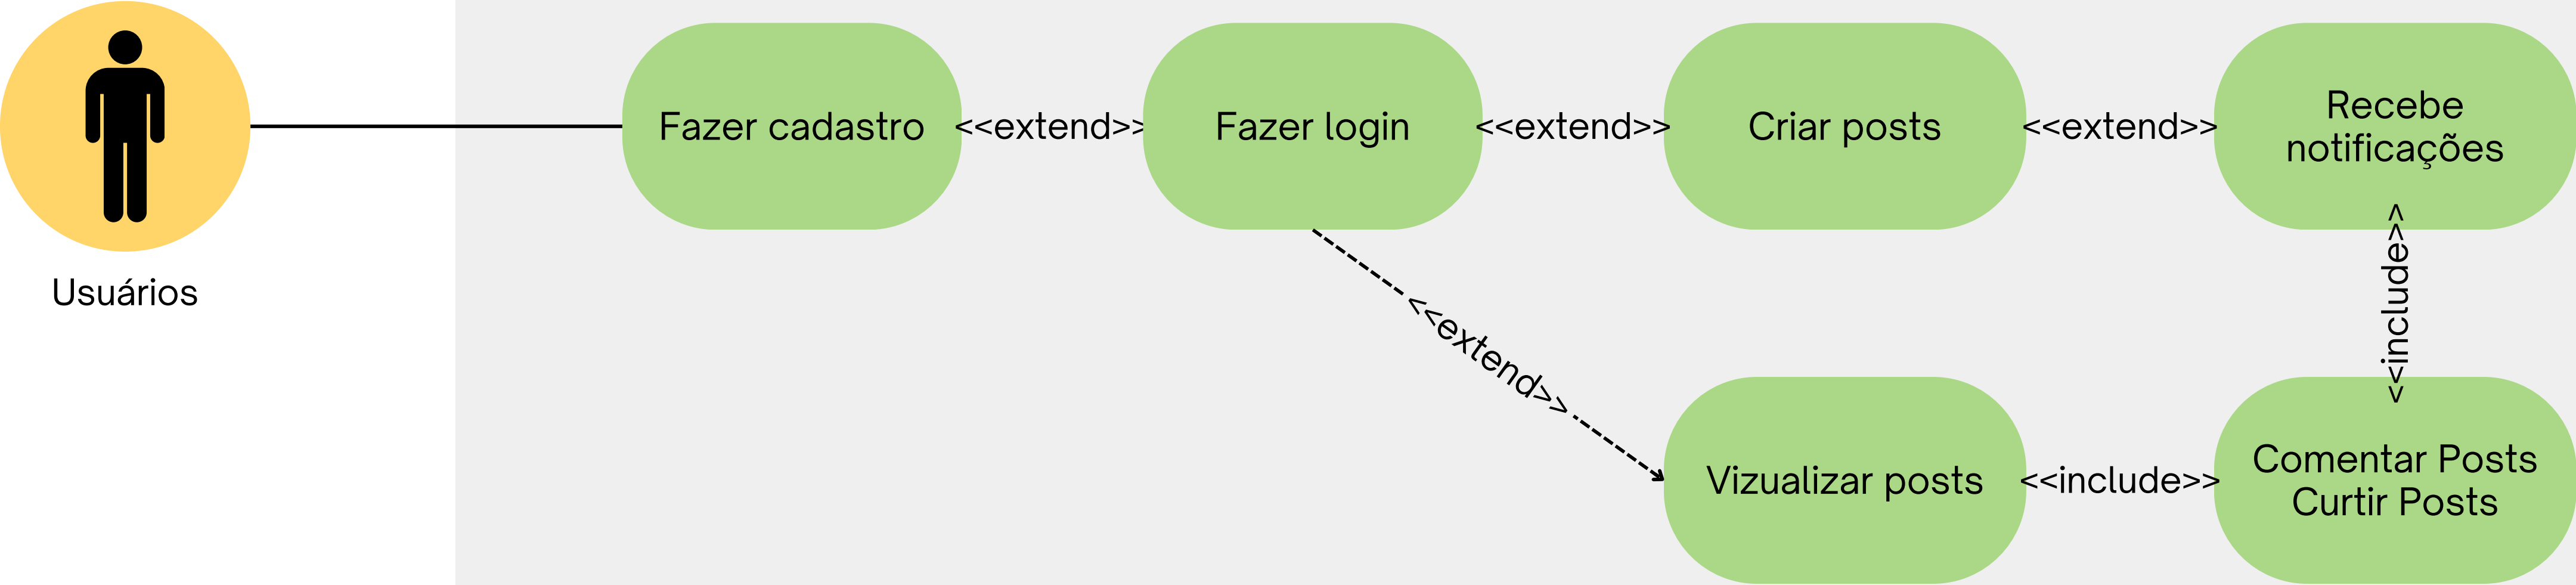 Fazer cadastro <<extend>> Fazer login <<extend>> Criar posts <<extend>> Recebe
notificações
Usuários
<<extend>>
<<include>>
Vizualizar posts <<include>> Comentar Posts
Curtir Posts